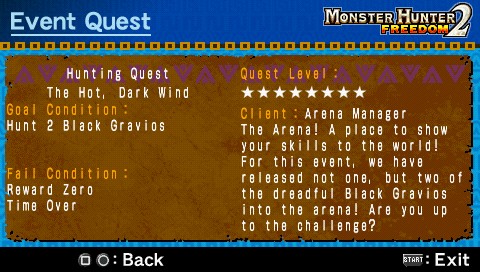 Event Quest
MONSTER HUNTER
FREEDOM 2
Hunting Quest
The Hot, Dark Wind
Goal Condition:
Hunt 2 Black Gravios
Fail Condition:
Reward Zero
Time Over
Quest Level:
★★★★★★★★
Client: Arena Manager
The Arena! A place to show
your skills to the world!
For this event, we have
released not one, but two of
the dreadful Black Gravios
into the arena! Are you up
to the challenge?
□○: Back
START: Exit